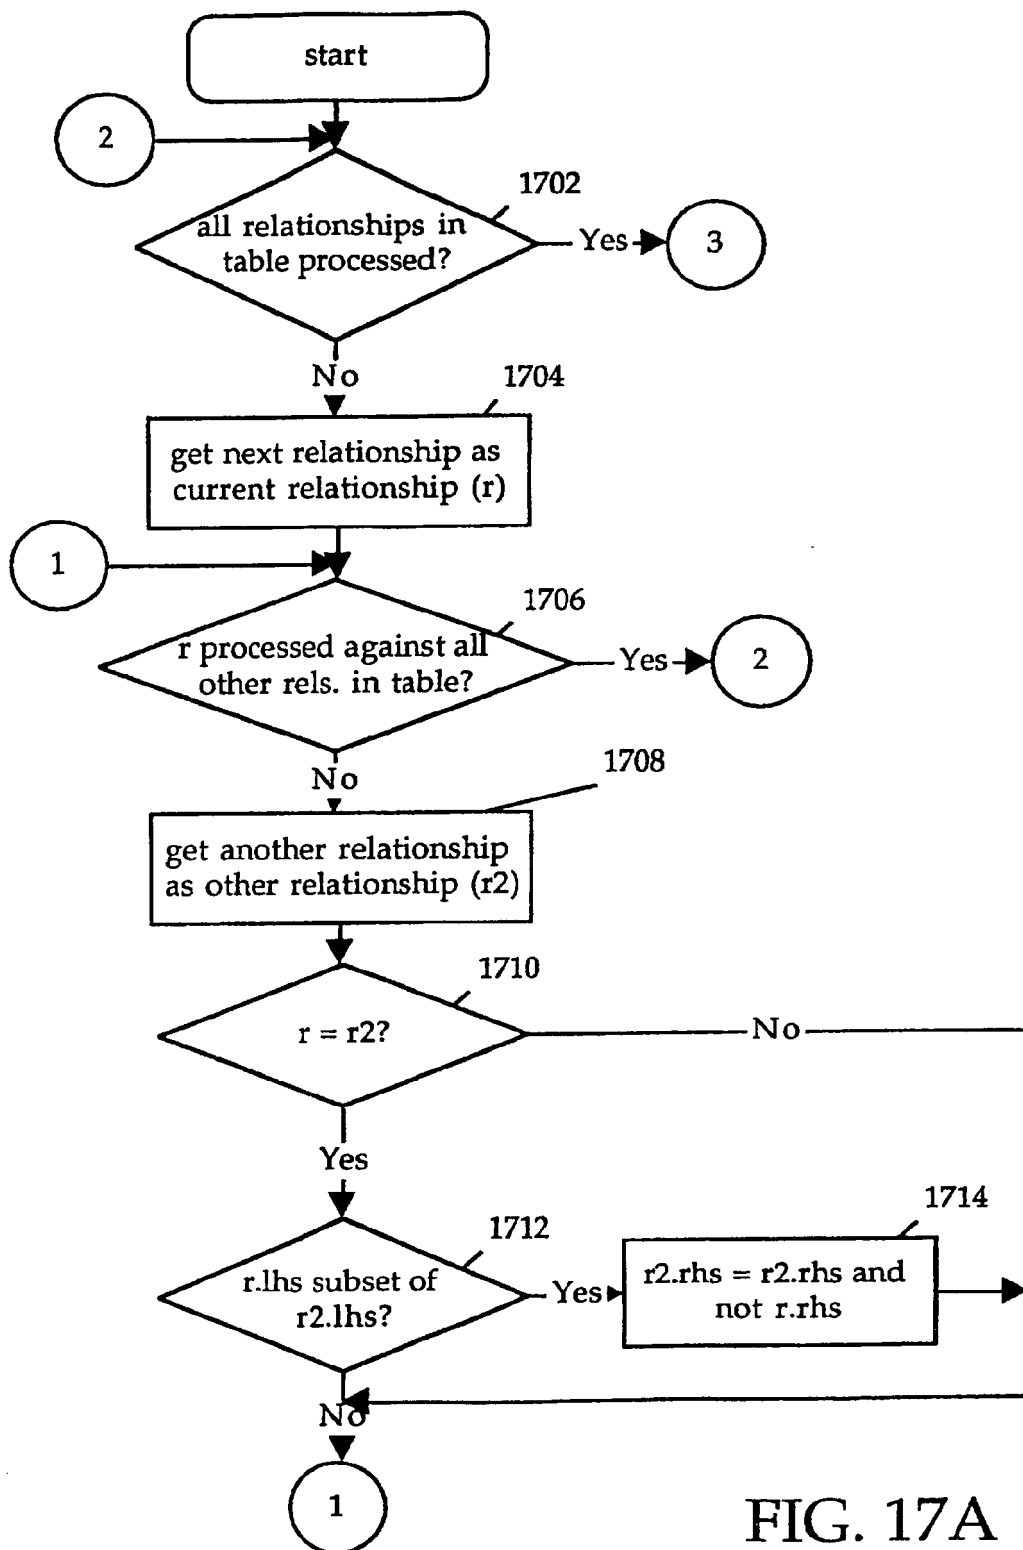 start
2
1702
all relationships in
table processed?
Yes
3
No
1704
get next relationship as
current relationship (r)
1
1706
r processed against all
other rels. in table?
Yes
2
No
1708
get another relationship
as other relationship (r2)
1710
r = r2?
No
Yes
1712
r.lhs subset of
r2.lhs?
Yes
1714
r2.rhs = r2.rhs and
not r.rhs
No
1
FIG. 17A